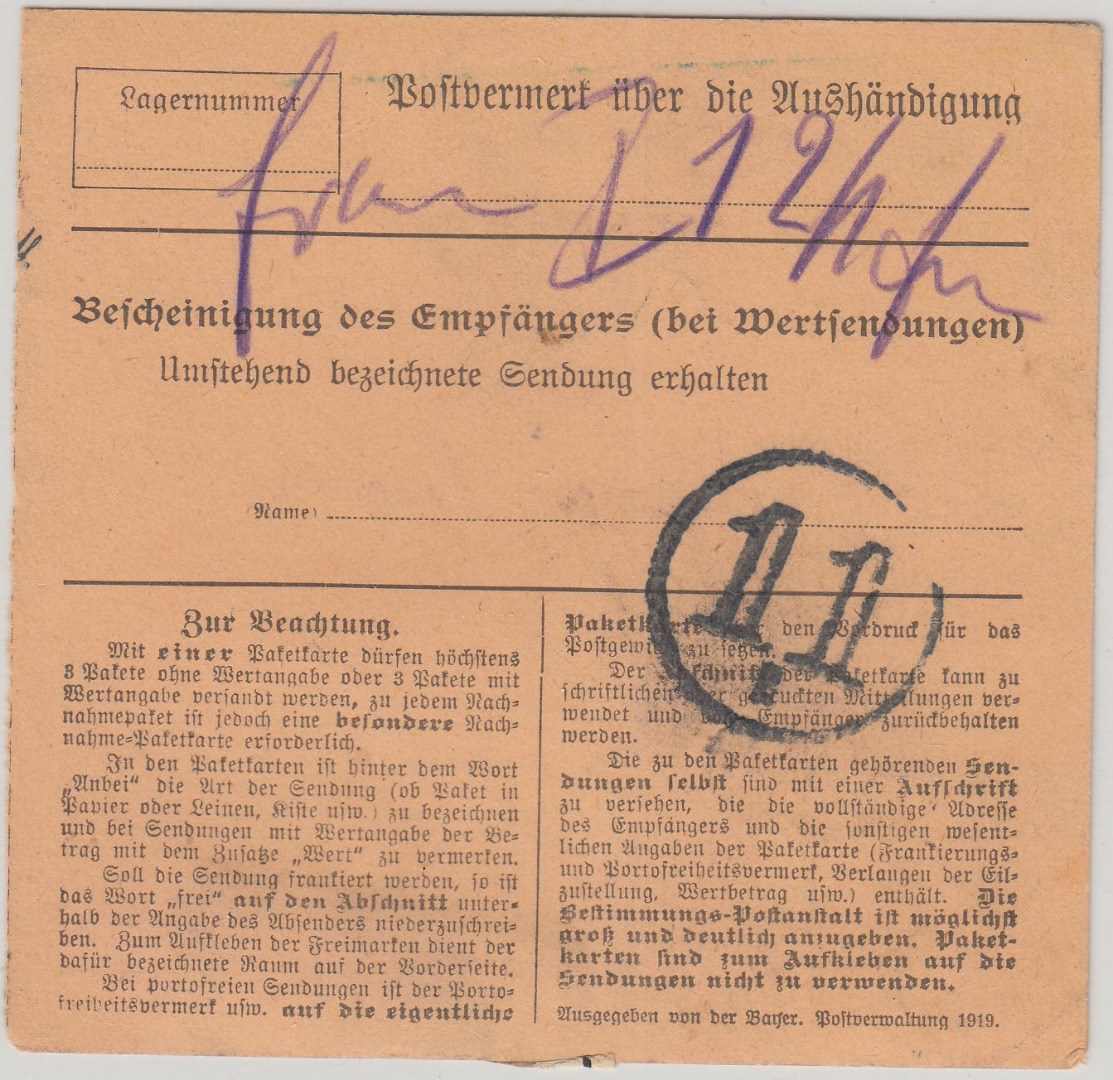 Lagernummer
Postvermerk über die Aushändigung
Bescheinigung des Empfängers (bei Wertsendungen)
Umstehend bezeichnete Sendung erhalten
(Name)
Zur Beachtung.
Mit einer Paketkarte dürfen höchstens
3 Pakete ohne Wertangabe oder 3 Pakete mit
Wertangabe versandt werden, zu jedem Nach=
nahmepaket ist jedoch eine besondere Nach=
nahme=Paketkarte erforderlich.
In den Paketkarten ist hinter dem Wort
„Anbei“ die Art der Sendung (ob Paket in
Papier oder Leinen, Kiste usw.) zu bezeichnen
und bei Sendungen mit Wertangabe der Be=
trag mit dem Zusatze „Wert“ zu vermerken.
Soll die Sendung frankiert werden, so ist
das Wort „frei“ auf den Abschnitt unter=
halb der Angabe des Absenders niederzuschrei=
ben. Zum Aufkleben der Freimarken dient der
dafür bezeichnete Raum auf der Vorderseite.
Bei portofreien Sendungen ist der Porto=
freiheitsvermerk usw. auf die eigentliche
Paketkarte den Vordruck für das
Postgewicht zu setzen.
Der Abschnitt der Paketkarte kann zu
schriftlichen oder gedruckten Mitteilungen ver=
wendet und vom Empfänger zurückbehalten
werden.
Die zu den Paketkarten gehörenden Sen=
dungen selbst sind mit einer Aufschrift
zu versehen, die die vollständige Adresse
des Empfängers und die sonstigen wesent=
lichen Angaben der Paketkarte (Frankierungs=
und Portofreiheitsvermerk, Verlangen der Eil=
zustellung, Wertbetrag usw.) enthält. Die
Bestimmungs=Postanstalt ist möglichst
groß und deutlich anzugeben. Paket=
karten sind zum Aufkleben auf die
Sendungen nicht zu verwenden.
Ausgegeben von der Bayer. Postverwaltung 1919.